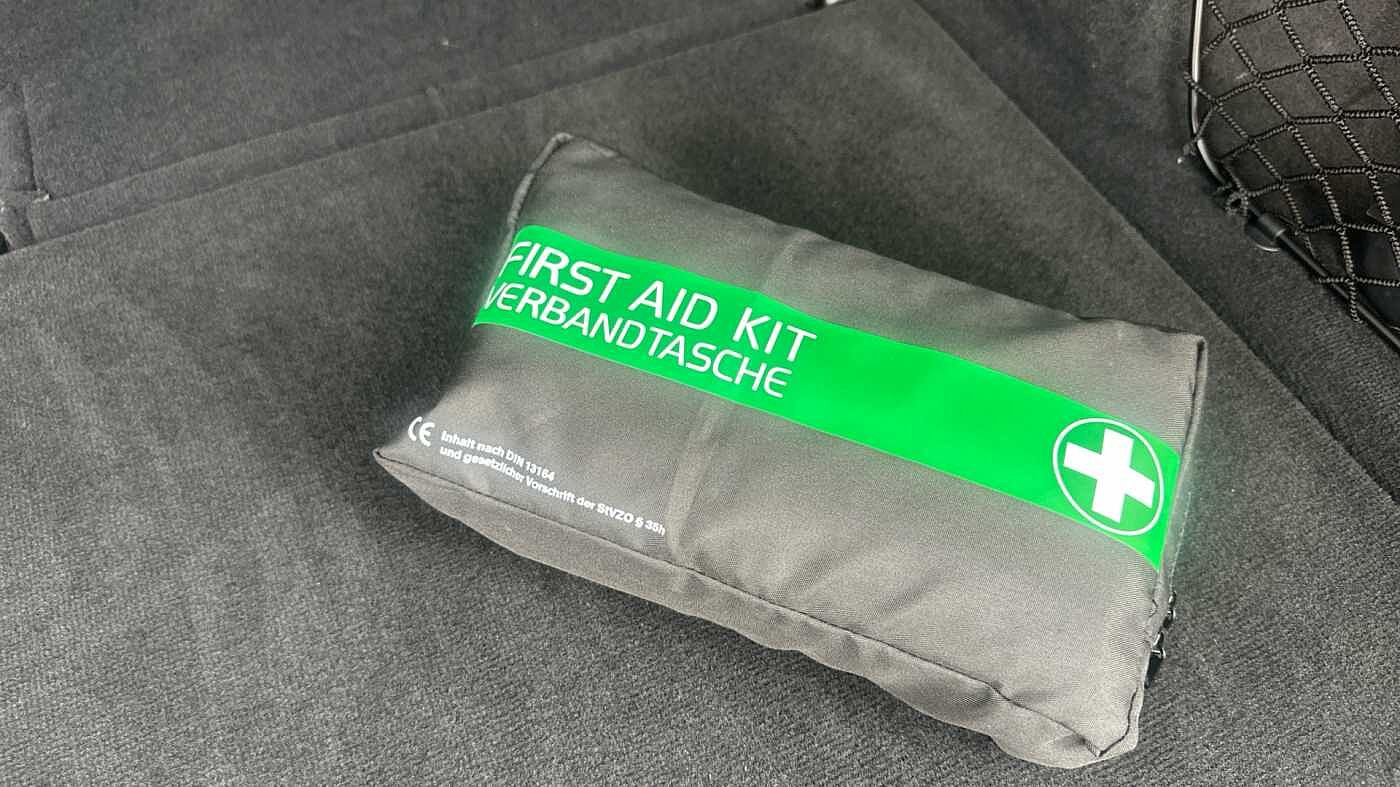 FIRST AID KIT
VERBANDTASCHE
CE Inhalt nach DIN 13164
und gesetzlicher Vorschrift der StVZO § 35h